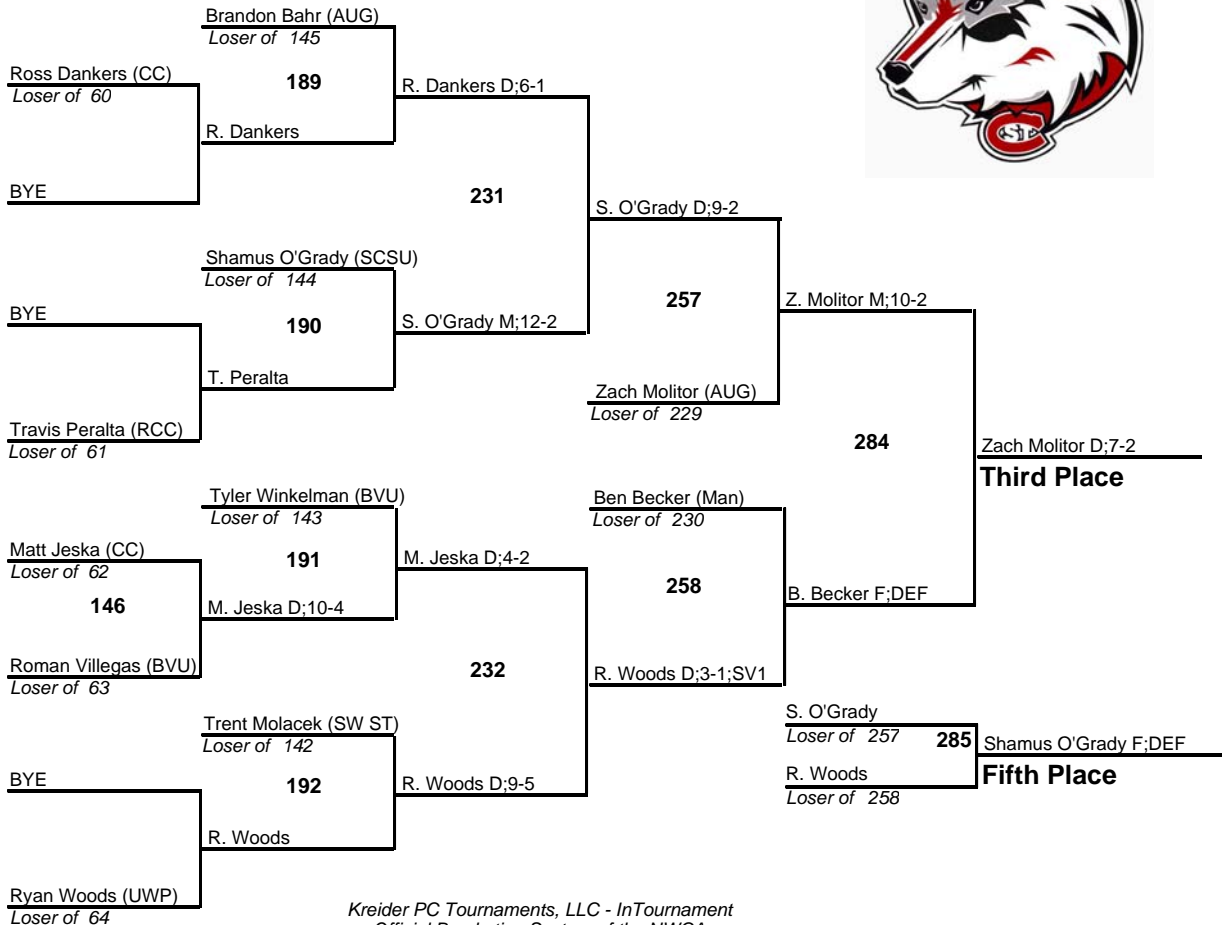 Brandon Bahr (AUG)
Loser of 145
Ross Dankers (CC)
Loser of 60
189
R. Dankers D;6-1
R. Dankers
BYE
231
S. O'Grady D;9-2
Shamus O'Grady (SCSU)
Loser of 144
BYE
190
S. O'Grady M;12-2
257
Z. Molitor M;10-2
T. Peralta
Zach Molitor (AUG)
Loser of 229
Travis Peralta (RCC)
Loser of 61
284
Zach Molitor D;7-2
Third Place
Tyler Winkelman (BVU)
Loser of 143
Ben Becker (Man)
Loser of 230
Matt Jeska (CC)
Loser of 62
191
M. Jeska D;4-2
146
M. Jeska D;10-4
258
B. Becker F;DEF
Roman Villegas (BVU)
Loser of 63
232
R. Woods D;3-1;SV1
Trent Molacek (SW ST)
Loser of 142
S. O'Grady
Loser of 257
285
Shamus O'Grady F;DEF
Fifth Place
R. Woods
Loser of 258
BYE
192
R. Woods D;9-5
R. Woods
Ryan Woods (UWP)
Loser of 64
Kreider PC Tournaments, LLC - InTournament